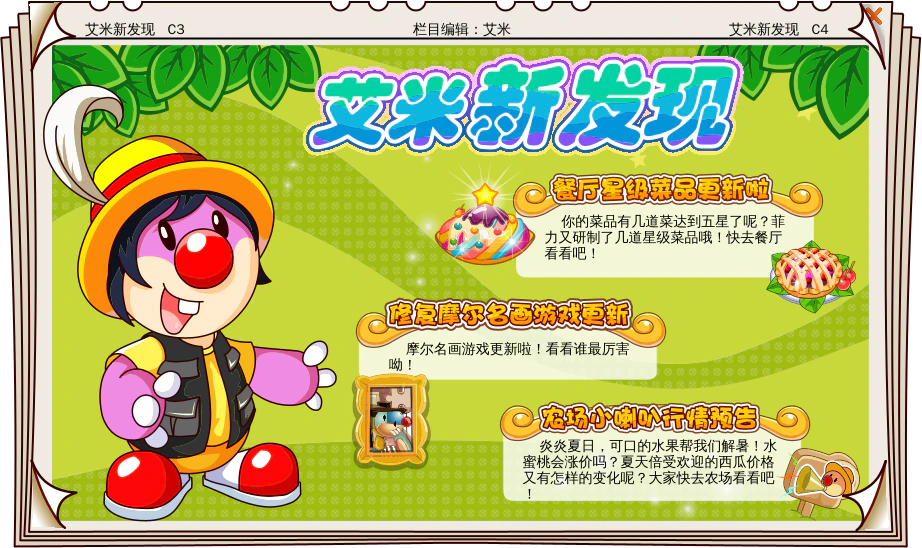 艾米新发现 C3
栏目编辑：艾米
艾米新发现 C4
艾米新发现
餐厅星级菜品更新啦
你的菜品有几道菜达到五星了呢？菲
力又研制了几道星级菜品哦！快去餐厅
看看吧！
修复摩尔名画游戏更新
摩尔名画游戏更新啦！看看谁最厉害
呦！
农场小喇叭行情预告
炎炎夏日，可口的水果帮我们解暑！水
蜜桃会涨价吗？夏天倍受欢迎的西瓜价格
又有怎样的变化呢？大家快去农场看看吧
！